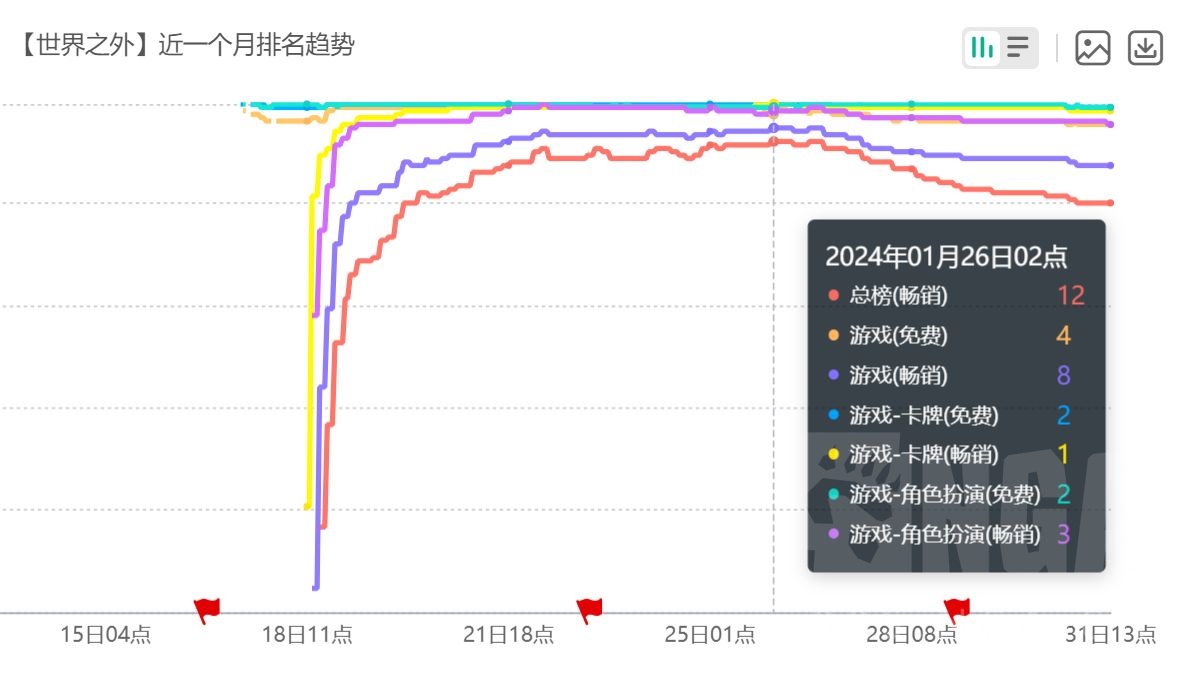 【世界之外】近一个月排名趋势
2024年01月26日02点
总榜(畅销) 12
游戏(免费) 4
游戏(畅销) 8
游戏-卡牌(免费) 2
游戏-卡牌(畅销) 1
游戏-角色扮演(免费) 2
游戏-角色扮演(畅销) 3
NGA
15日04点 18日11点 21日18点 25日01点 28日08点 31日13点